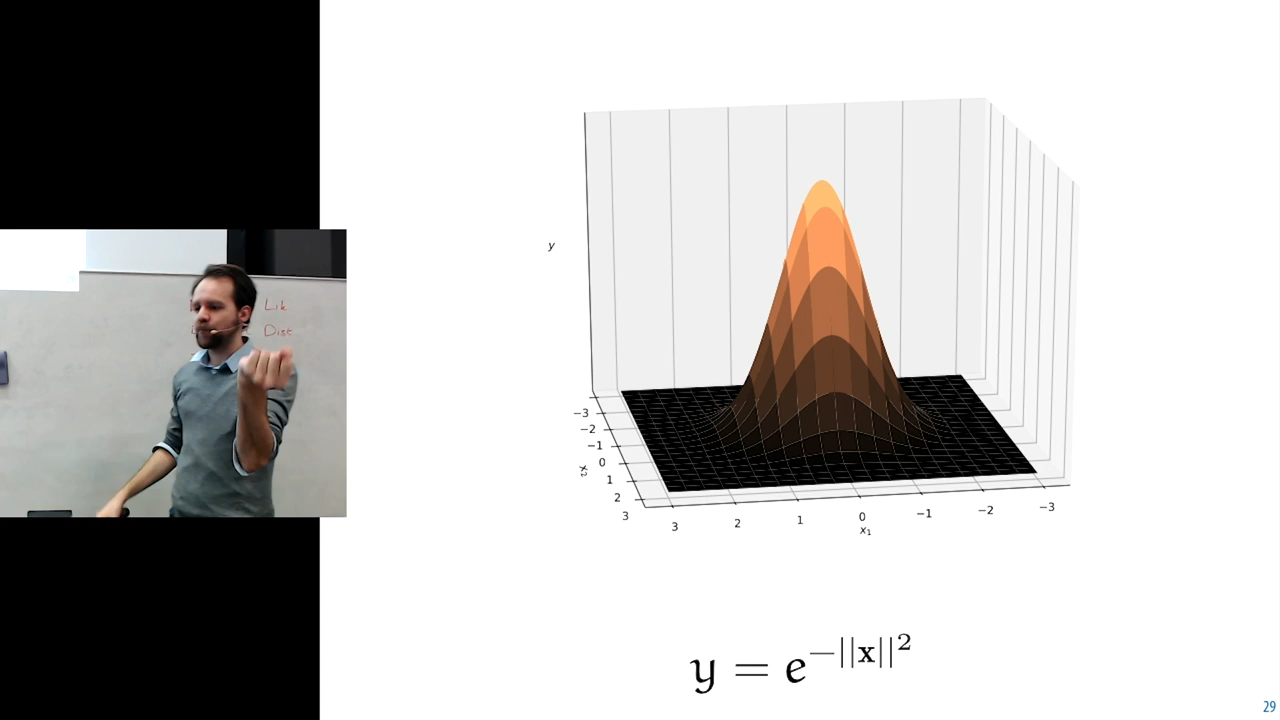 Lik
Dist
y
−3
−2
−1
0
1
2
3
x₂
3
2
1
0
−1
−2
−3
x₁
y = e^{−||x||²}
29